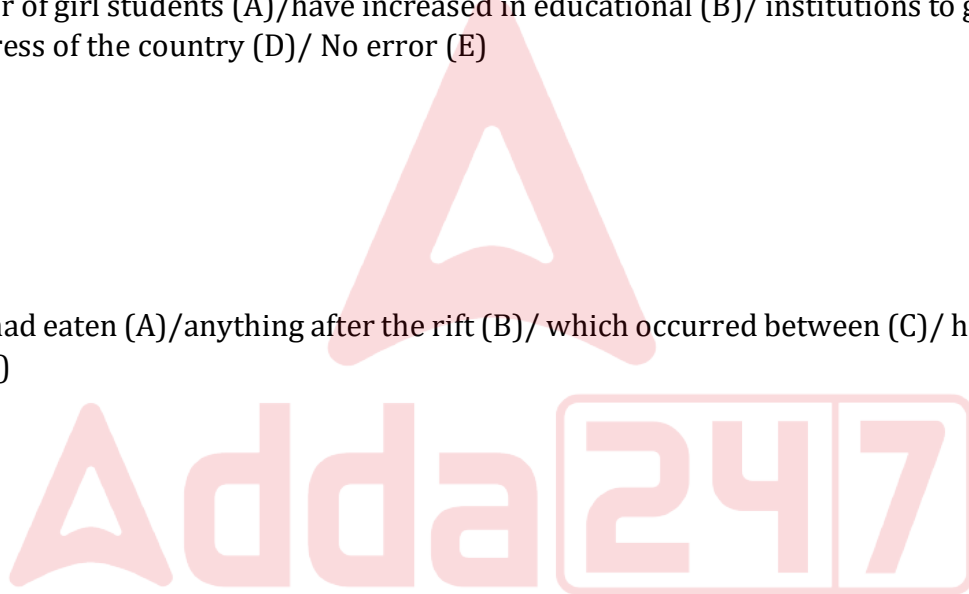 r of girl students (A)/have increased in educational (B)/ institutions to g
ress of the country (D)/ No error (E)
had eaten (A)/anything after the rift (B)/ which occurred between (C)/ h
)
Adda247